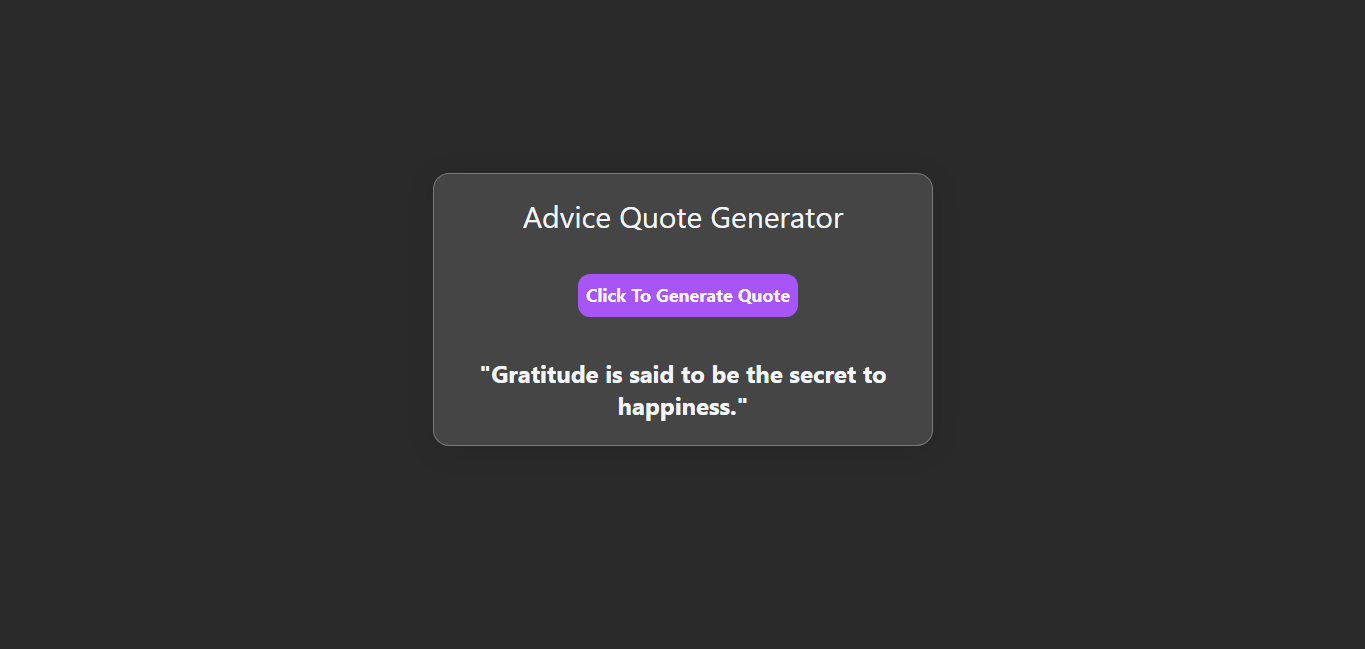 Advice Quote Generator
Click To Generate Quote
"Gratitude is said to be the secret to
happiness."